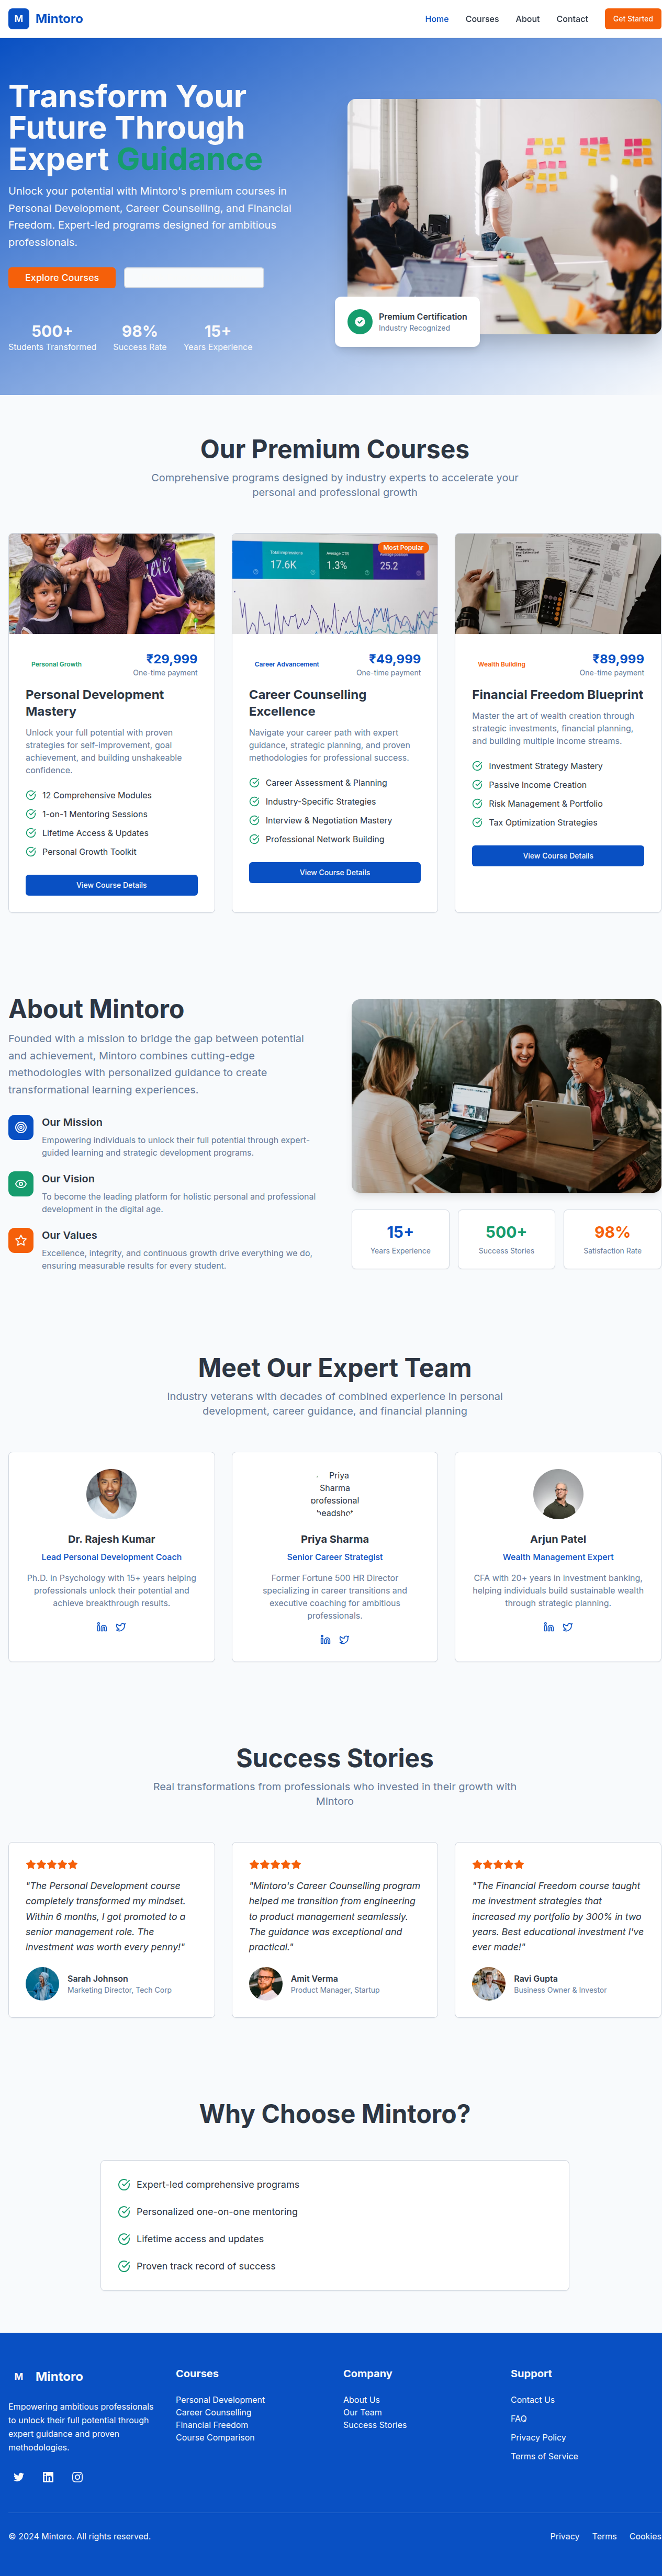 M Mintoro
Home Courses About Contact Get Started
Transform Your
Future Through
Expert Guidance
Unlock your potential with Mintoro's premium courses in
Personal Development, Career Counselling, and Financial
Freedom. Expert-led programs designed for ambitious
professionals.
Explore Courses
500+ 98% 15+
Students Transformed Success Rate Years Experience
Premium Certification
Industry Recognized
Our Premium Courses
Comprehensive programs designed by industry experts to accelerate your
personal and professional growth
Personal Growth
₹29,999
One-time payment
Personal Development
Mastery
Unlock your full potential with proven
strategies for self-improvement, goal
achievement, and building unshakeable
confidence.
12 Comprehensive Modules
1-on-1 Mentoring Sessions
Lifetime Access & Updates
Personal Growth Toolkit
View Course Details
Most Popular
Total impressions
17.6K
Average CTR
1.3%
25.2
Career Advancement
₹49,999
One-time payment
Career Counselling
Excellence
Navigate your career path with expert
guidance, strategic planning, and proven
methodologies for professional success.
Career Assessment & Planning
Industry-Specific Strategies
Interview & Negotiation Mastery
Professional Network Building
View Course Details
Wealth Building
₹89,999
One-time payment
Financial Freedom Blueprint
Master the art of wealth creation through
strategic investments, financial planning,
and building multiple income streams.
Investment Strategy Mastery
Passive Income Creation
Risk Management & Portfolio
Tax Optimization Strategies
View Course Details
About Mintoro
Founded with a mission to bridge the gap between potential
and achievement, Mintoro combines cutting-edge
methodologies with personalized guidance to create
transformational learning experiences.
Our Mission
Empowering individuals to unlock their full potential through expert-
guided learning and strategic development programs.
Our Vision
To become the leading platform for holistic personal and professional
development in the digital age.
Our Values
Excellence, integrity, and continuous growth drive everything we do,
ensuring measurable results for every student.
15+ 500+ 98%
Years Experience Success Stories Satisfaction Rate
Meet Our Expert Team
Industry veterans with decades of combined experience in personal
development, career guidance, and financial planning
Dr. Rajesh Kumar
Lead Personal Development Coach
Ph.D. in Psychology with 15+ years helping
professionals unlock their potential and
achieve breakthrough results.
Priya
Sharma
professional
headshot
Priya Sharma
Senior Career Strategist
Former Fortune 500 HR Director
specializing in career transitions and
executive coaching for ambitious
professionals.
Arjun Patel
Wealth Management Expert
CFA with 20+ years in investment banking,
helping individuals build sustainable wealth
through strategic planning.
Success Stories
Real transformations from professionals who invested in their growth with
Mintoro
"The Personal Development course
completely transformed my mindset.
Within 6 months, I got promoted to a
senior management role. The
investment was worth every penny!"
Sarah Johnson
Marketing Director, Tech Corp
"Mintoro's Career Counselling program
helped me transition from engineering
to product management seamlessly.
The guidance was exceptional and
practical."
Amit Verma
Product Manager, Startup
"The Financial Freedom course taught
me investment strategies that
increased my portfolio by 300% in two
years. Best educational investment I've
ever made!"
Ravi Gupta
Business Owner & Investor
Why Choose Mintoro?
Expert-led comprehensive programs
Personalized one-on-one mentoring
Lifetime access and updates
Proven track record of success
M Mintoro
Empowering ambitious professionals
to unlock their full potential through
expert guidance and proven
methodologies.
Courses
Personal Development
Career Counselling
Financial Freedom
Course Comparison
Company
About Us
Our Team
Success Stories
Support
Contact Us
FAQ
Privacy Policy
Terms of Service
© 2024 Mintoro. All rights reserved.
Privacy Terms Cookies